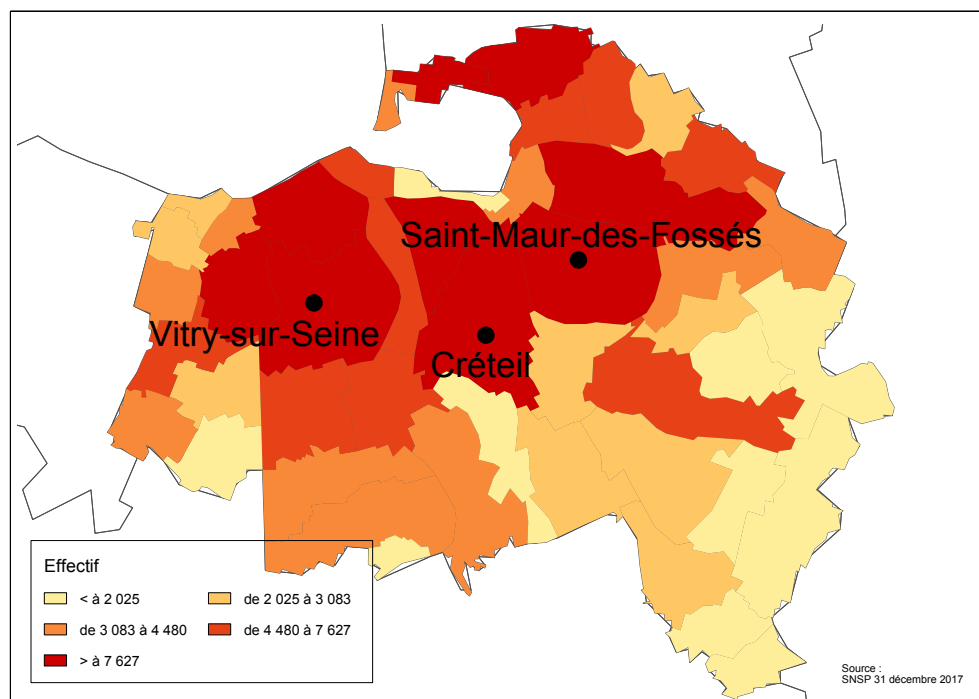 Saint-Maur-des-Fossés
Vitry-sur-Seine
Créteil
Effectif
< à 2 025
de 2 025 à 3 083
de 3 083 à 4 480
de 4 480 à 7 627
> à 7 627
Source :
SNSP 31 décembre 2017